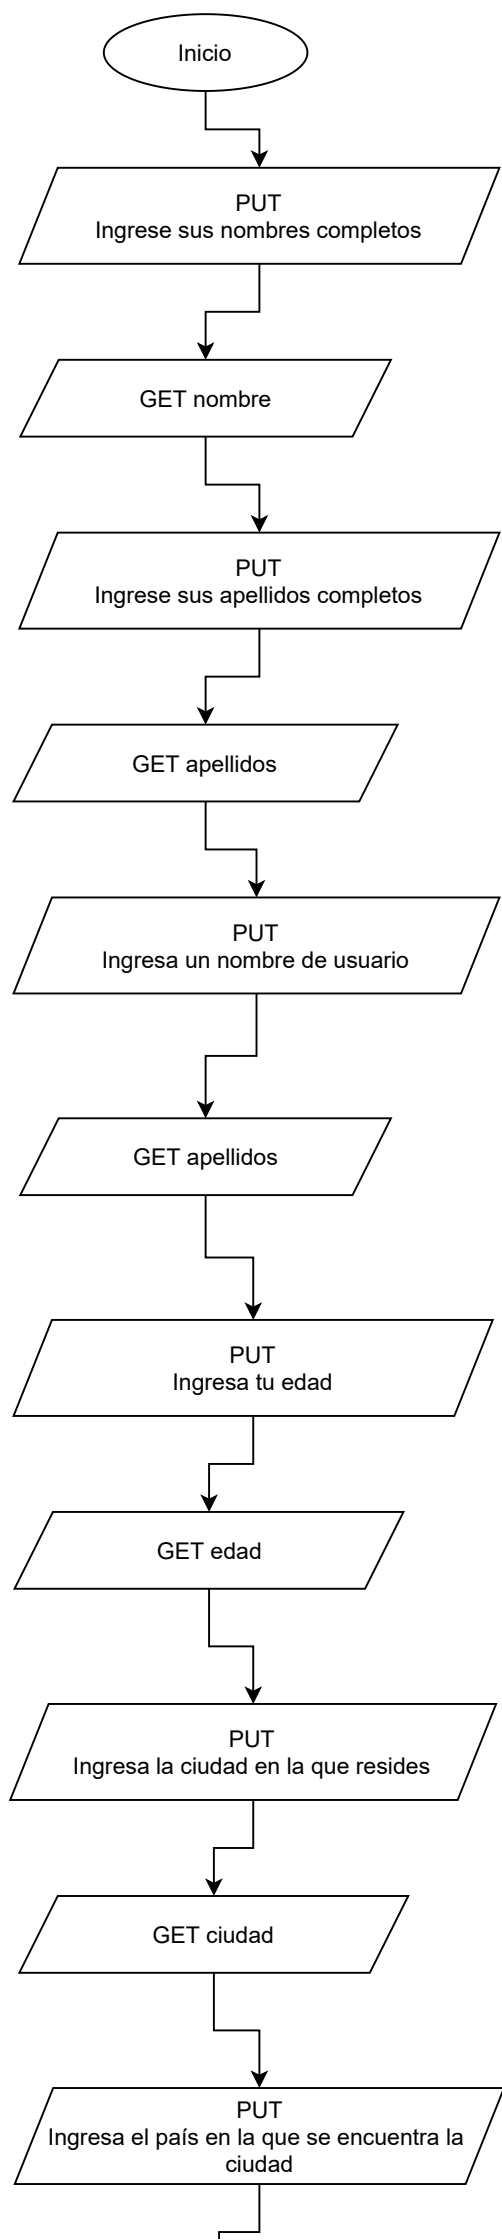 Inicio
PUT
Ingrese sus nombres completos
GET nombre
PUT
Ingrese sus apellidos completos
GET apellidos
PUT
Ingresa un nombre de usuario
GET apellidos
PUT
Ingresa tu edad
GET edad
PUT
Ingresa la ciudad en la que resides
GET ciudad
PUT
Ingresa el país en la que se encuentra la
ciudad